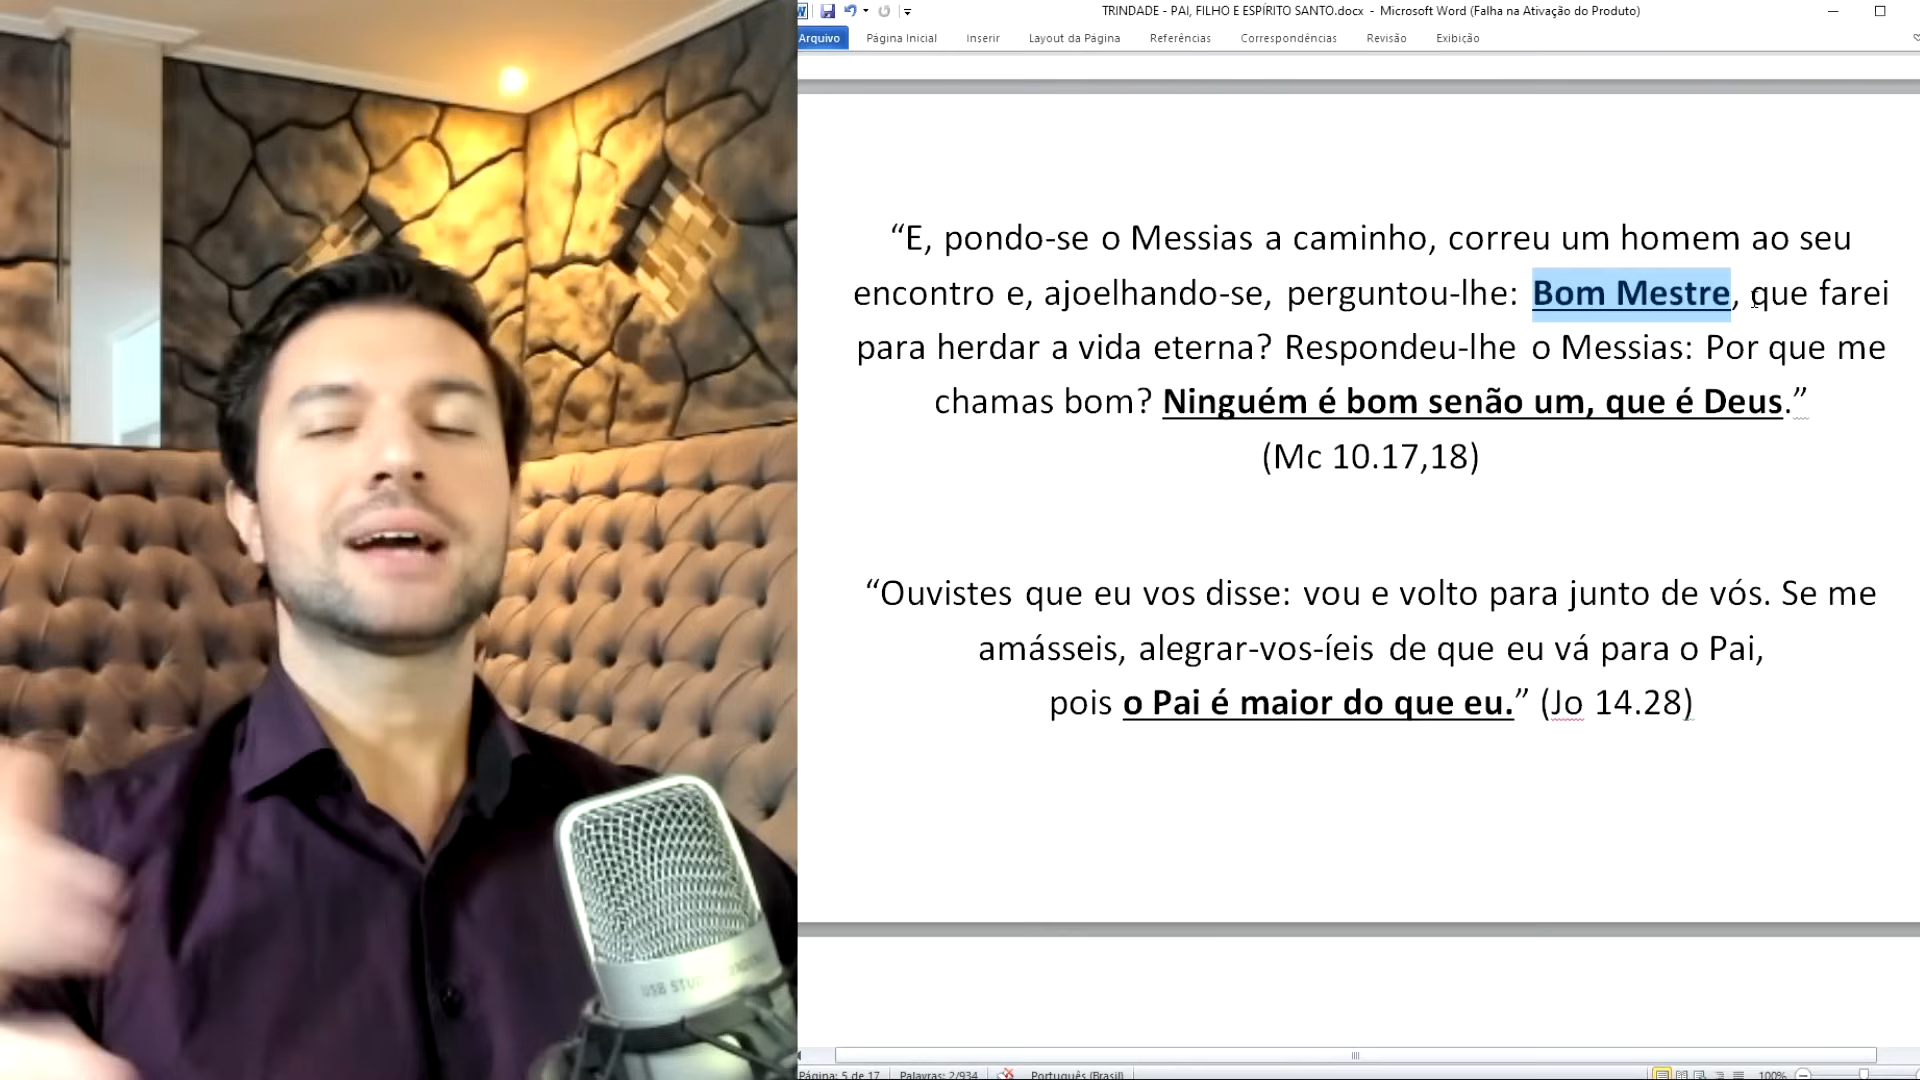 TRINDADE - PAI, FILHO E ESPÍRITO SANTO.docx - Microsoft Word (Falha na Ativação do Produto)
Arquivo Página Inicial Inserir Layout da Página Referências Correspondências Revisão Exibição
“E, pondo-se o Messias a caminho, correu um homem ao seu
encontro e, ajoelhando-se, perguntou-lhe: Bom Mestre, que farei
para herdar a vida eterna? Respondeu-lhe o Messias: Por que me
chamas bom? Ninguém é bom senão um, que é Deus.”
(Mc 10.17,18)
“Ouvistes que eu vos disse: vou e volto para junto de vós. Se me
amásseis, alegrar-vos-íeis de que eu vá para o Pai,
pois o Pai é maior do que eu.” (Jo 14.28)
USB
Página: 5 de 17 Palavras: 2/934 Português (Brasil) 100%